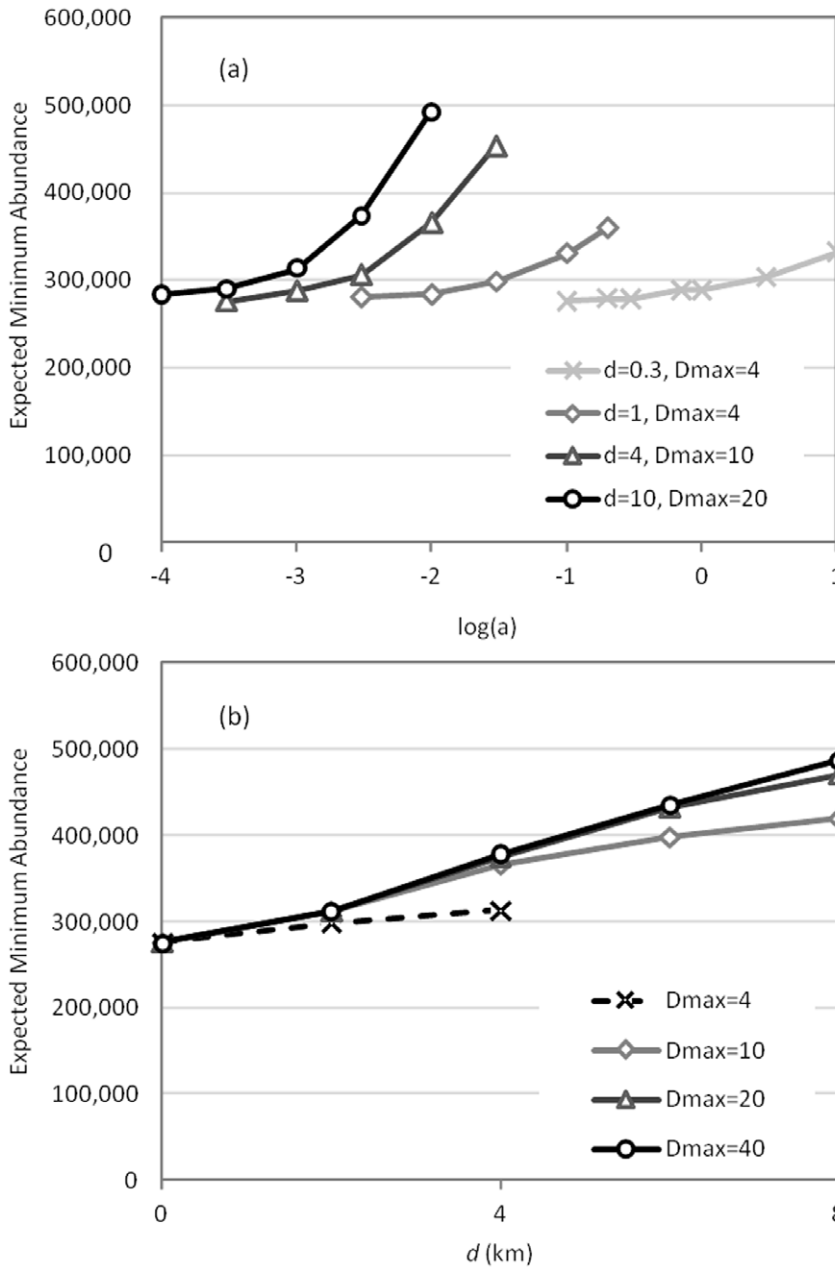 600,000
(a)
500,000
400,000
300,000
200,000
100,000
0
Expected Minimum Abundance
d=0.3, Dmax=4
d=1, Dmax=4
d=4, Dmax=10
d=10, Dmax=20
-4 -3 -2 -1 0 1
log(a)
600,000
(b)
500,000
400,000
300,000
200,000
100,000
0
Expected Minimum Abundance
Dmax=4
Dmax=10
Dmax=20
Dmax=40
0 4 8
d (km)